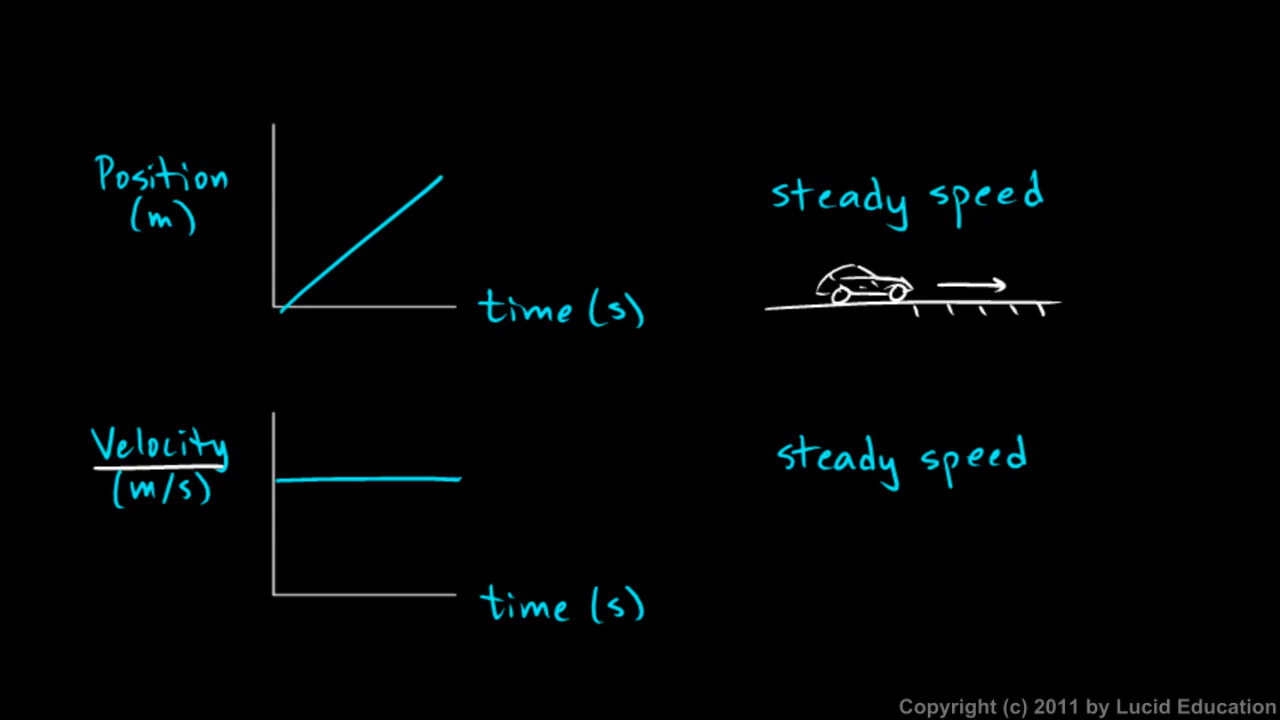 Position
(m)
time (s)
steady speed
Velocity
(m/s)
time (s)
steady speed
Copyright (c) 2011 by Lucid Education